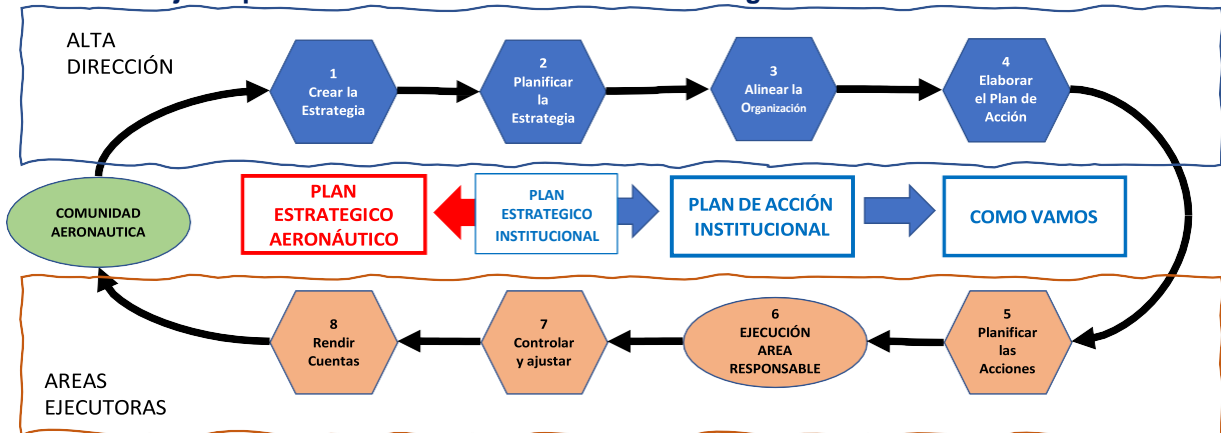 ALTA
DIRECCIÓN
1
Crear la
Estrategia
2
Planificar
la
Estrategia
3
Alinear la
Organización
4
Elaborar
el Plan de
Acción
COMUNIDAD
AERONAUTICA
PLAN
ESTRATEGICO
AERONÁUTICO
PLAN
ESTRATEGICO
INSTITUCIONAL
PLAN DE ACCIÓN
INSTITUCIONAL
COMO VAMOS
8
Rendir
Cuentas
7
Controlar
y ajustar
6
EJECUCIÓN
AREA
RESPONSABLE
5
Planificar
las
Acciones
AREAS
EJECUTORAS